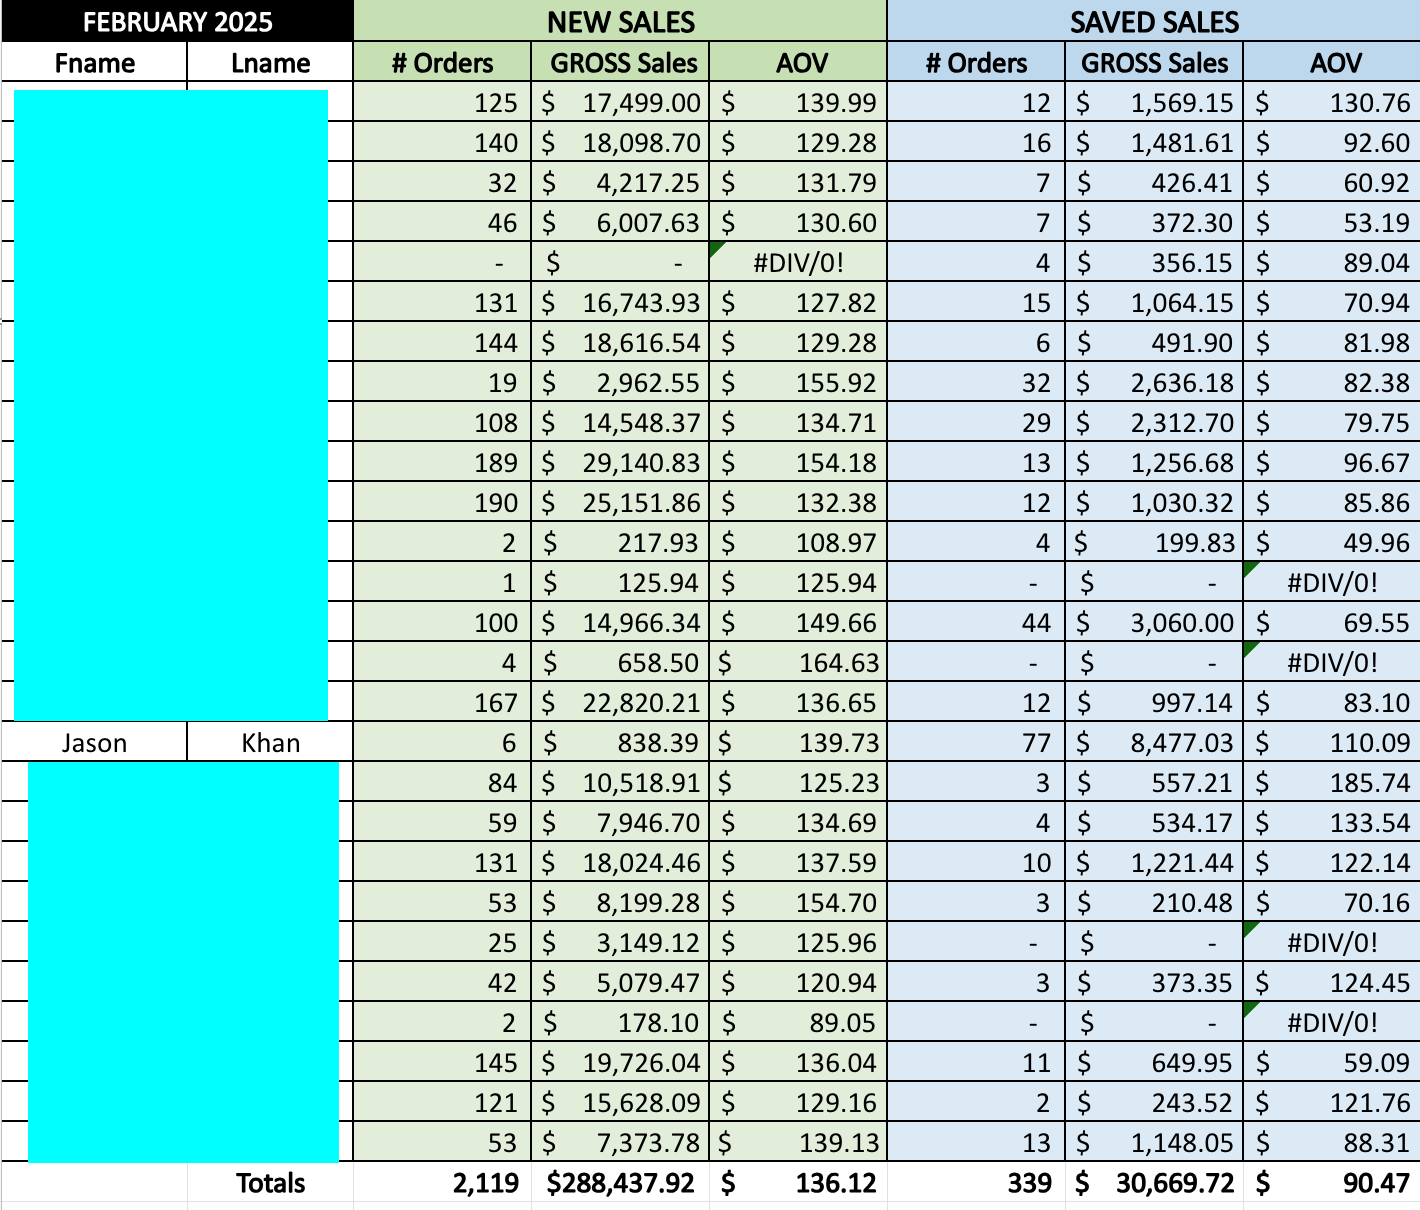 FEBRUARY 2025 NEW SALES SAVED SALES
Fname Lname # Orders GROSS Sales AOV # Orders GROSS Sales AOV
125 $ 17,499.00 $ 139.99 12 $ 1,569.15 $ 130.76
140 $ 18,098.70 $ 129.28 16 $ 1,481.61 $ 92.60
32 $ 4,217.25 $ 131.79 7 $ 426.41 $ 60.92
46 $ 6,007.63 $ 130.60 7 $ 372.30 $ 53.19
- $ - #DIV/0! 4 $ 356.15 $ 89.04
131 $ 16,743.93 $ 127.82 15 $ 1,064.15 $ 70.94
144 $ 18,616.54 $ 129.28 6 $ 491.90 $ 81.98
19 $ 2,962.55 $ 155.92 32 $ 2,636.18 $ 82.38
108 $ 14,548.37 $ 134.71 29 $ 2,312.70 $ 79.75
189 $ 29,140.83 $ 154.18 13 $ 1,256.68 $ 96.67
190 $ 25,151.86 $ 132.38 12 $ 1,030.32 $ 85.86
2 $ 217.93 $ 108.97 4 $ 199.83 $ 49.96
1 $ 125.94 $ 125.94 - $ - #DIV/0!
100 $ 14,966.34 $ 149.66 44 $ 3,060.00 $ 69.55
4 $ 658.50 $ 164.63 - $ - #DIV/0!
167 $ 22,820.21 $ 136.65 12 $ 997.14 $ 83.10
Jason Khan 6 $ 838.39 $ 139.73 77 $ 8,477.03 $ 110.09
84 $ 10,518.91 $ 125.23 3 $ 557.21 $ 185.74
59 $ 7,946.70 $ 134.69 4 $ 534.17 $ 133.54
131 $ 18,024.46 $ 137.59 10 $ 1,221.44 $ 122.14
53 $ 8,199.28 $ 154.70 3 $ 210.48 $ 70.16
25 $ 3,149.12 $ 125.96 - $ - #DIV/0!
42 $ 5,079.47 $ 120.94 3 $ 373.35 $ 124.45
2 $ 178.10 $ 89.05 - $ - #DIV/0!
145 $ 19,726.04 $ 136.04 11 $ 649.95 $ 59.09
121 $ 15,628.09 $ 129.16 2 $ 243.52 $ 121.76
53 $ 7,373.78 $ 139.13 13 $ 1,148.05 $ 88.31
Totals 2,119 $288,437.92 $ 136.12 339 $ 30,669.72 $ 90.47